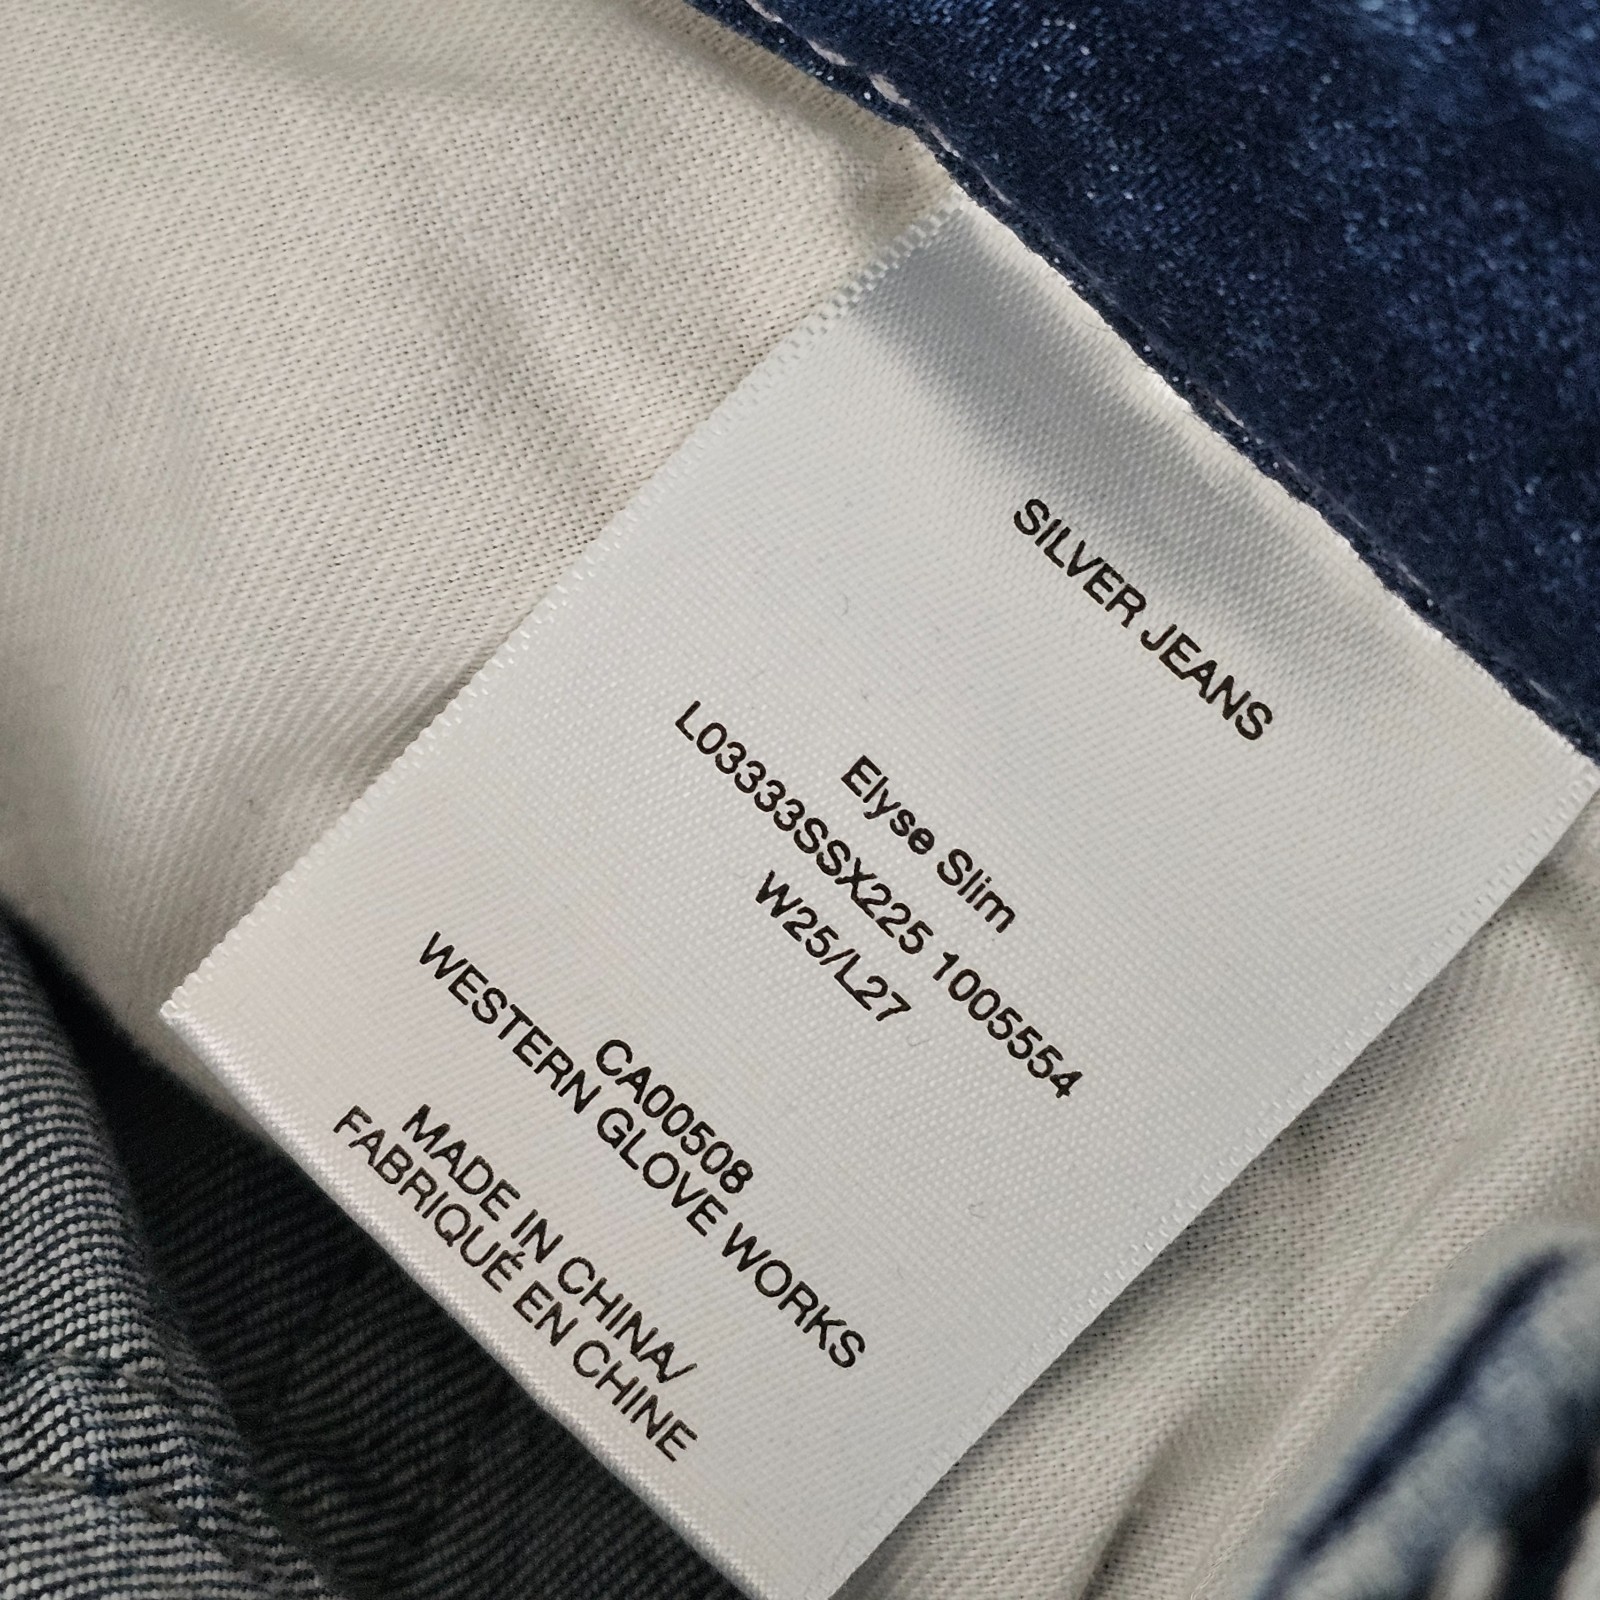 SILVER JEANS
Elyse Slim
L03333SSX225 1005554
W25/L27
CA00508
WESTERN GLOVE WORKS
MADE IN CHINA/
FABRIQUÉ EN CHINE